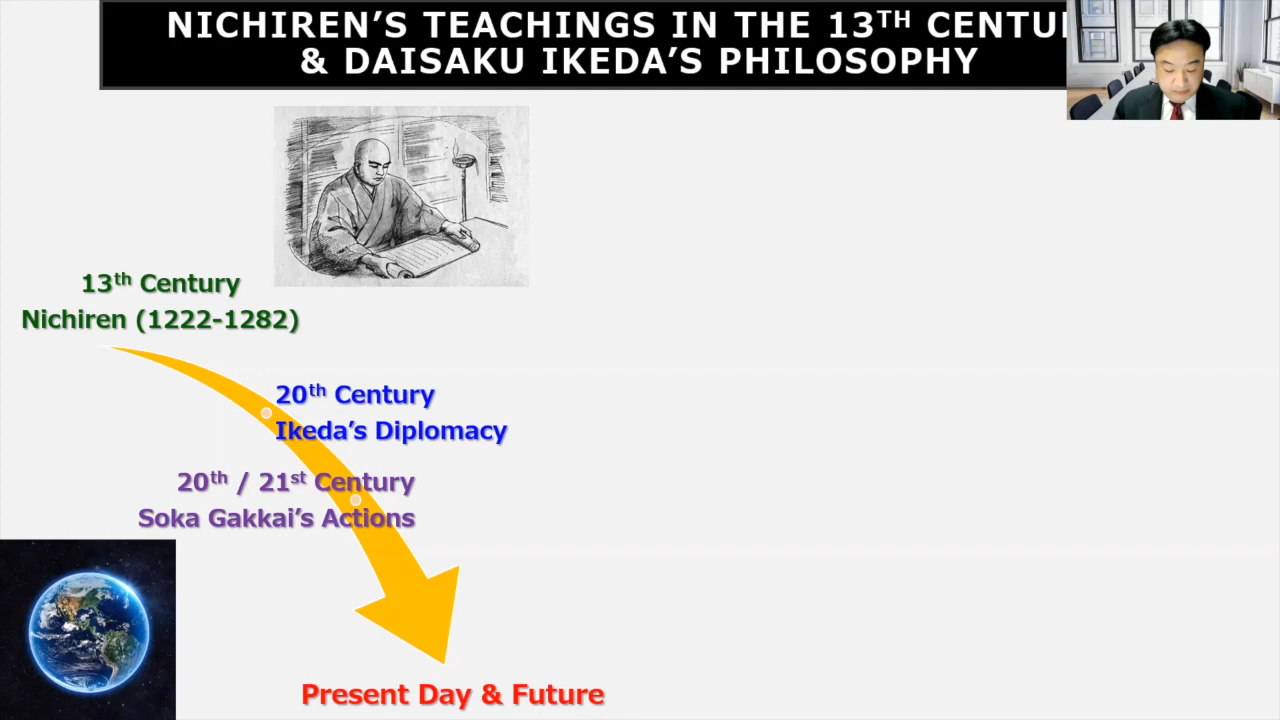 NICHIREN’S TEACHINGS IN THE 13TH CENTU
& DAISAKU IKEDA’S PHILOSOPHY
13th Century
Nichiren (1222-1282)
20th Century
Ikeda’s Diplomacy
20th / 21st Century
Soka Gakkai’s Actions
Present Day & Future